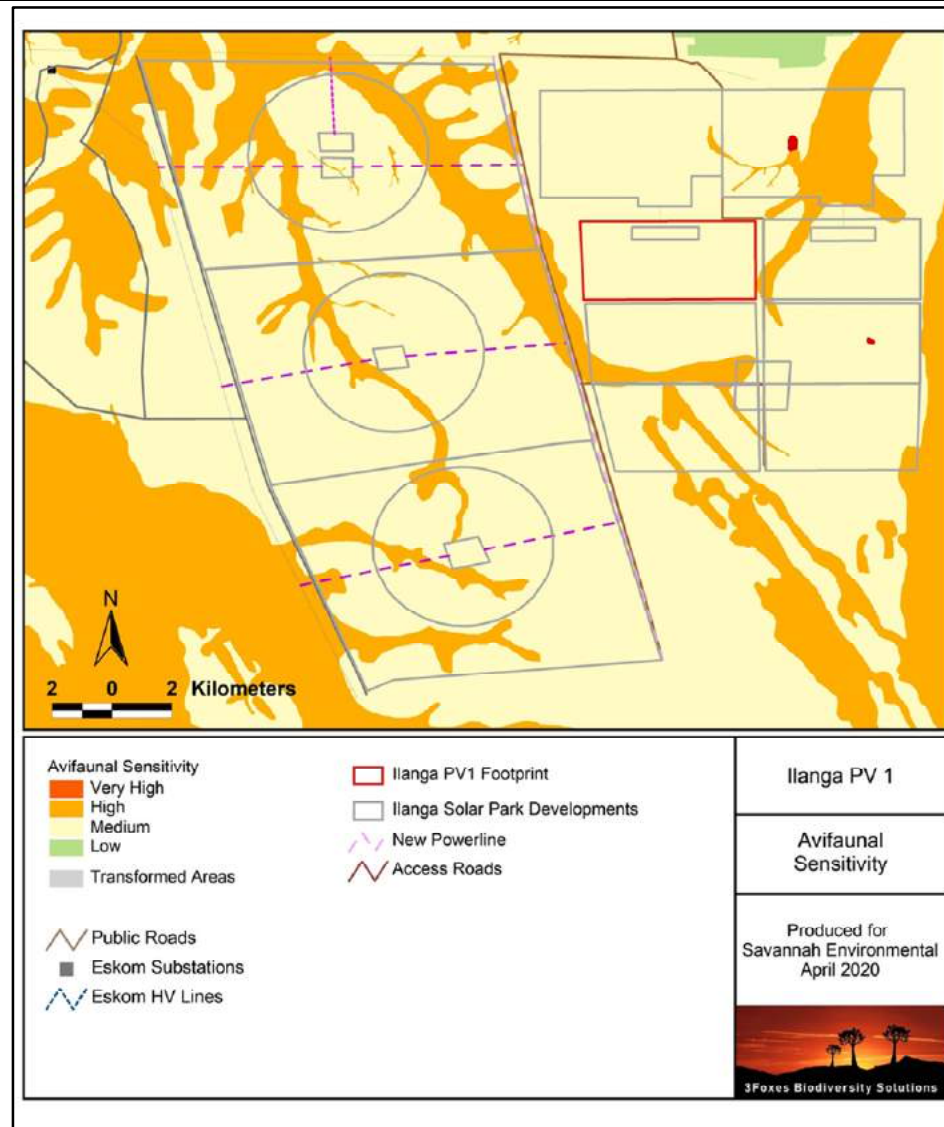 N
2 0 2 Kilometers
Avifaunal Sensitivity
Very High
High
Medium
Low
Transformed Areas
Public Roads
Eskom Substations
Eskom HV Lines
Ilanga PV1 Footprint
Ilanga Solar Park Developments
New Powerline
Access Roads
Ilanga PV 1
Avifaunal
Sensitivity
Produced for
Savannah Environmental
April 2020
3Foxes Biodiversity Solutions